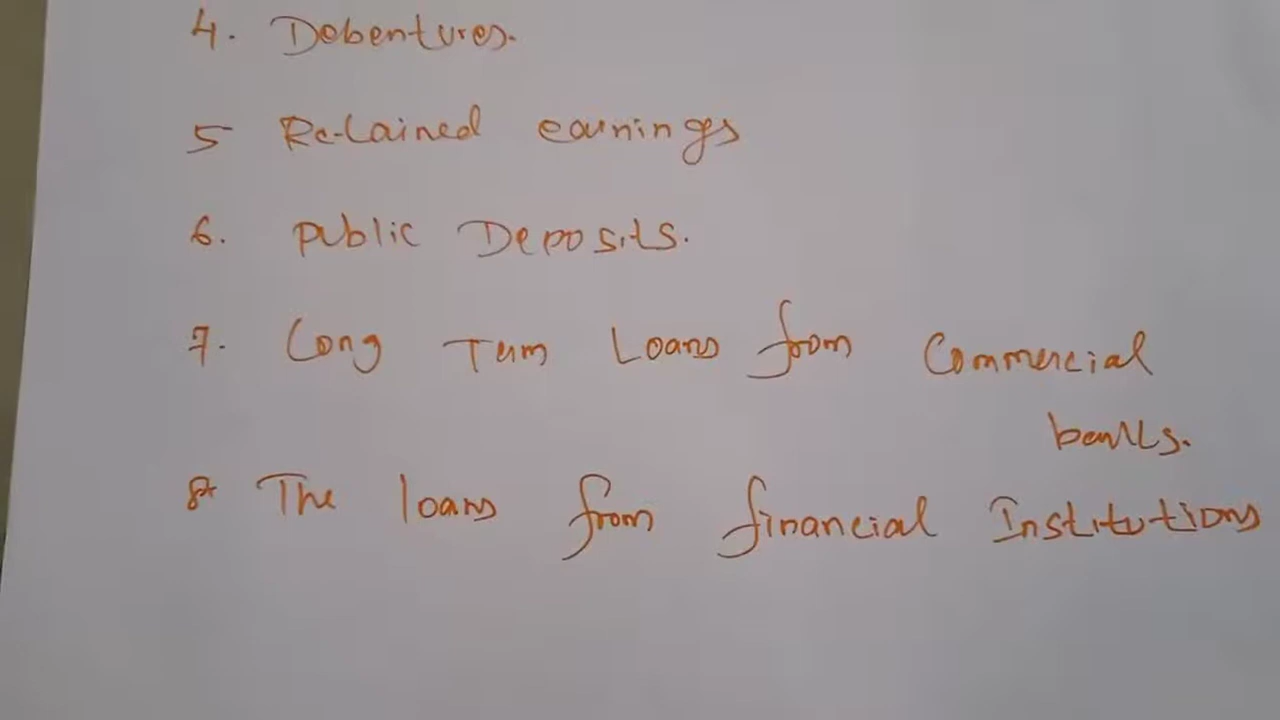 4. Debentures.
5 Retained earnings
6. Public Deposits.
7. Long Term Loans from Commercial
banks.
8 The loans from financial Institutions